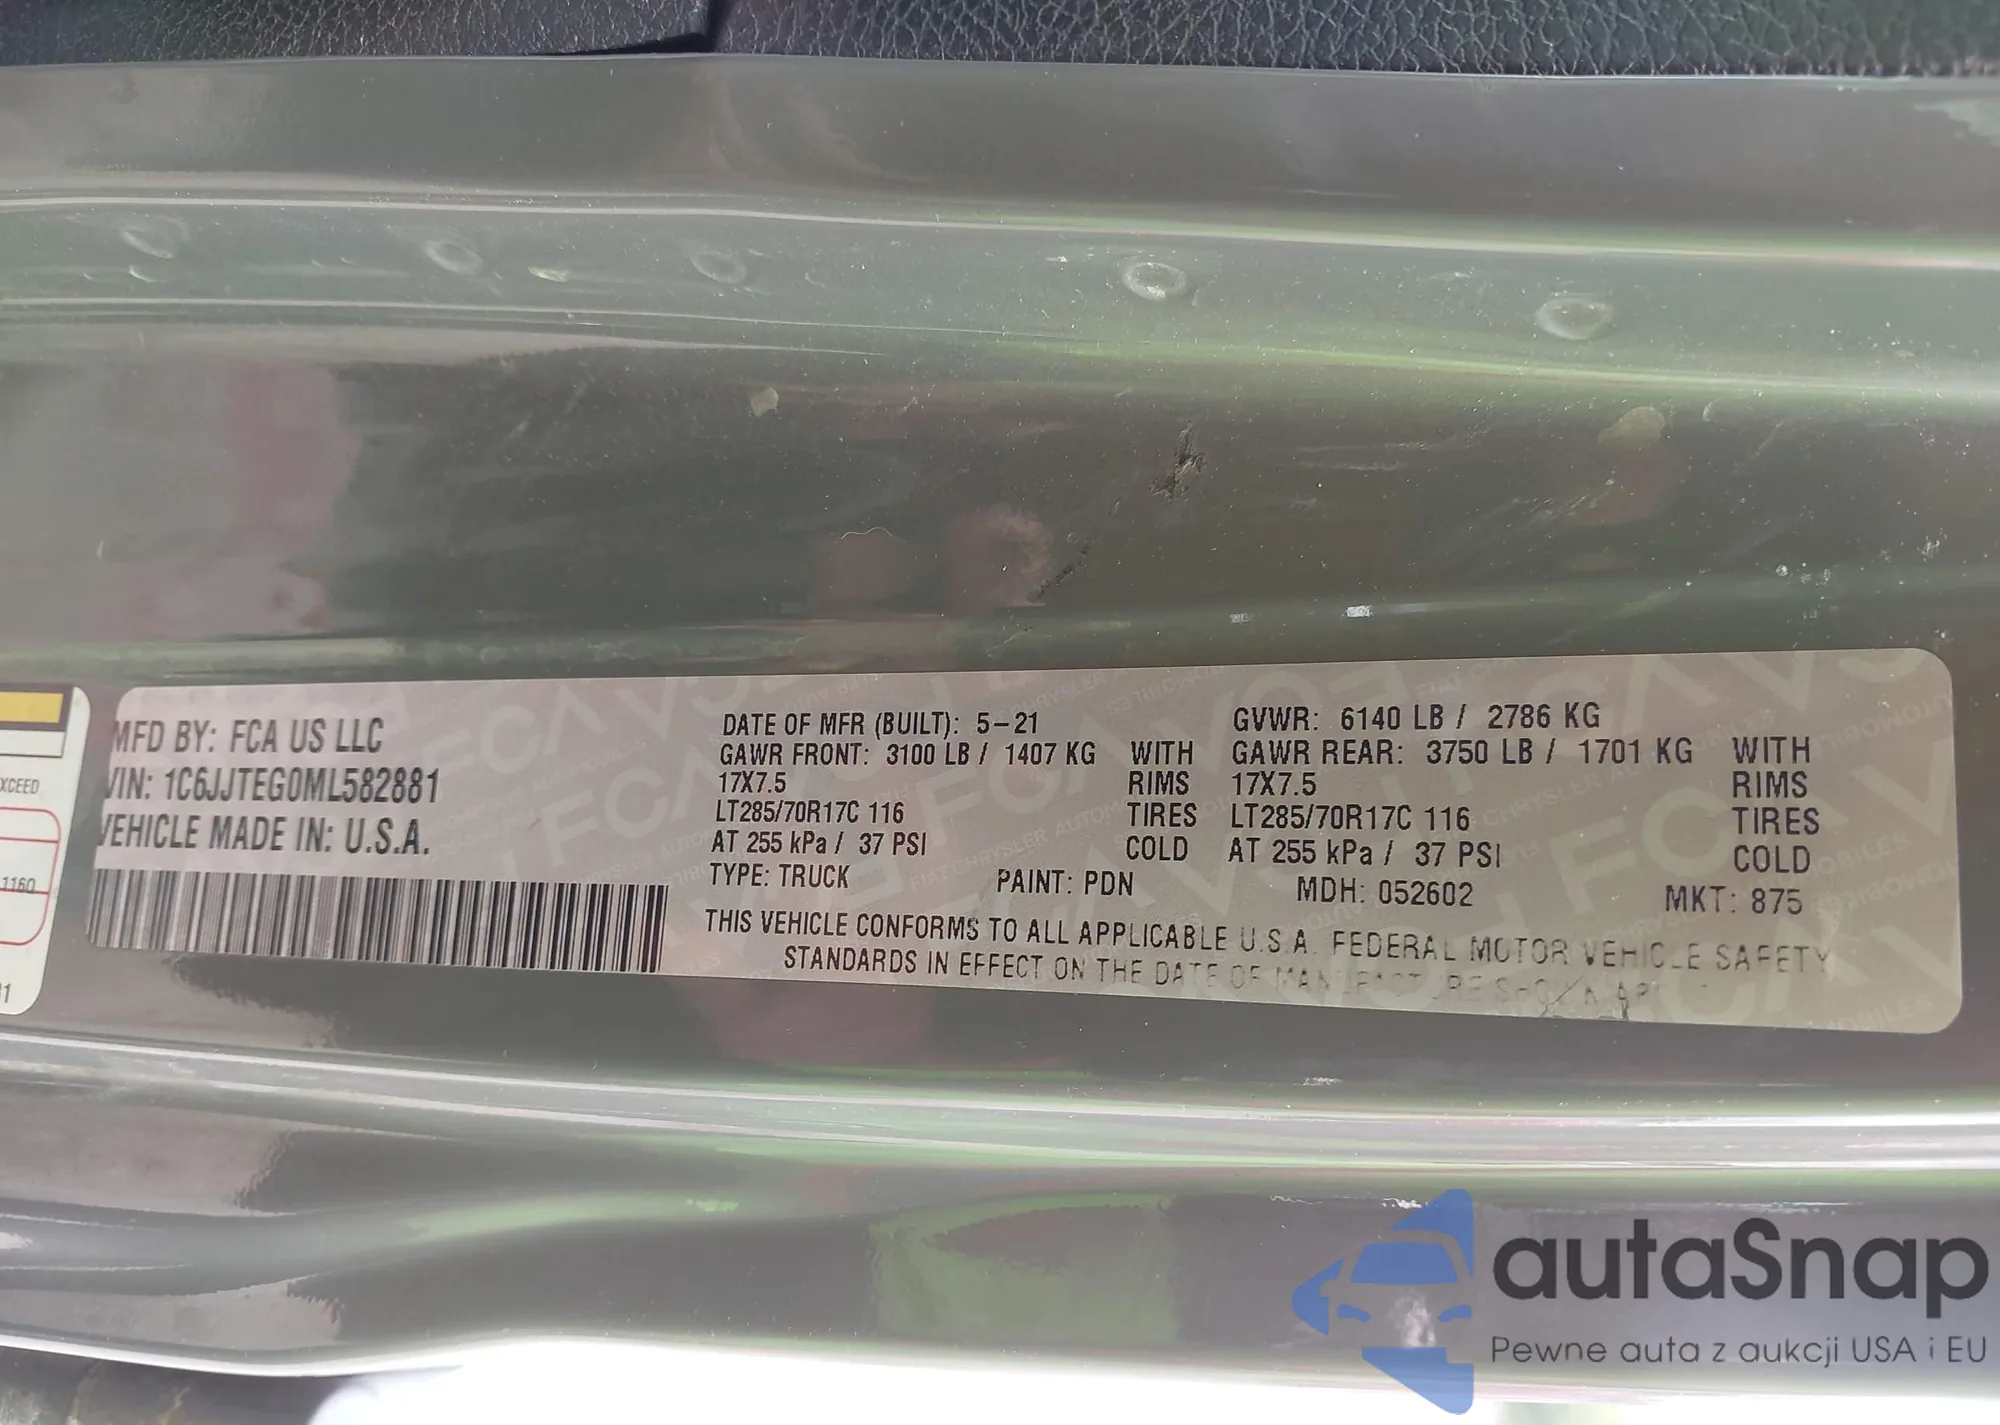 XCEED
1160
MFD BY: FCA US LLC
VIN: 1C6JJTEG0ML582881
VEHICLE MADE IN: U.S.A.
DATE OF MFR (BUILT): 5-21 GVWR: 6140 LB / 2786 KG
GAWR FRONT: 3100 LB / 1407 KG WITH GAWR REAR: 3750 LB / 1701 KG WITH
17X7.5 RIMS 17X7.5 RIMS
LT285/70R17C 116 TIRES LT285/70R17C 116 TIRES
AT 255 kPa / 37 PSI COLD AT 255 kPa / 37 PSI COLD
TYPE: TRUCK PAINT: PDN MDH: 052602 MKT: 875
THIS VEHICLE CONFORMS TO ALL APPLICABLE U.S.A. FEDERAL MOTOR VEHICLE SAFETY
STANDARDS IN EFFECT ON THE DATE OF MANUFACTURE SHOWN
autaSnap
Pewne auta z aukcji USA i EU